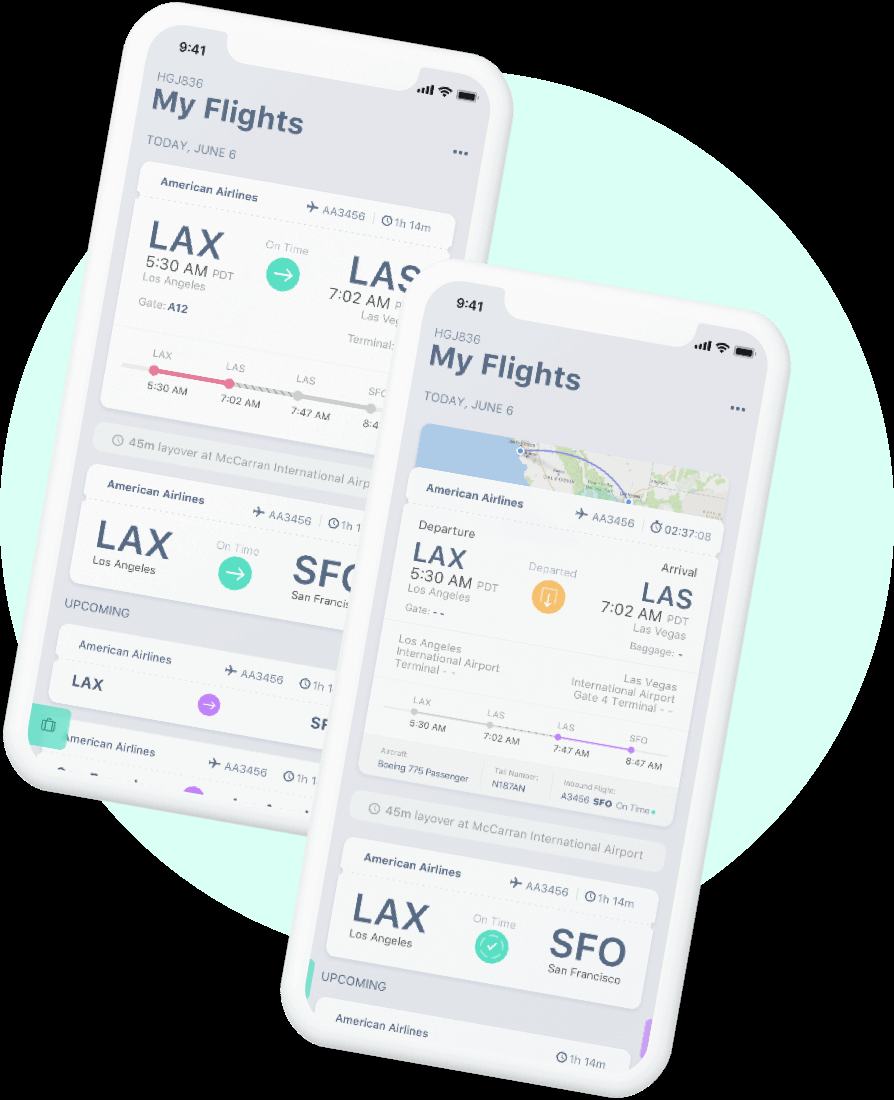 9:41
HGJ836
My Flights
TODAY, JUNE 6
American Airlines AA3456 1h 14m
LAX On Time LAS
5:30 AM PDT 7:02 AM
Los Angeles Las Vegas
Gate: A12 Terminal:
LAX LAS LAS SFO
5:30 AM 7:02 AM 7:47 AM 8:4
45m layover at McCarran International Airp
American Airlines AA3456 1h 1
LAX On Time SFO
Los Angeles San Francis
UPCOMING
American Airlines AA3456 1h 1
LAX SF
American Airlines AA3456 1h 1
9:41
HGJ836
My Flights
TODAY, JUNE 6
American Airlines AA3456 02:37:08
Departure Arrival
LAX Departed LAS
5:30 AM PDT 7:02 AM PDT
Los Angeles Las Vegas
Gate: - - Baggage: -
Los Angeles Las Vegas
International Airport International Airport
Terminal - - Gate 4 Terminal - -
LAX LAS LAS SFO
5:30 AM 7:02 AM 7:47 AM 8:47 AM
Aircraft: Tail Number: Inbound Flight:
Boeing 775 Passenger N187AN A3456 SFO On Time
45m layover at McCarran International Airport
American Airlines AA3456 1h 14m
LAX On Time SFO
Los Angeles San Francisco
UPCOMING
American Airlines 1h 14m